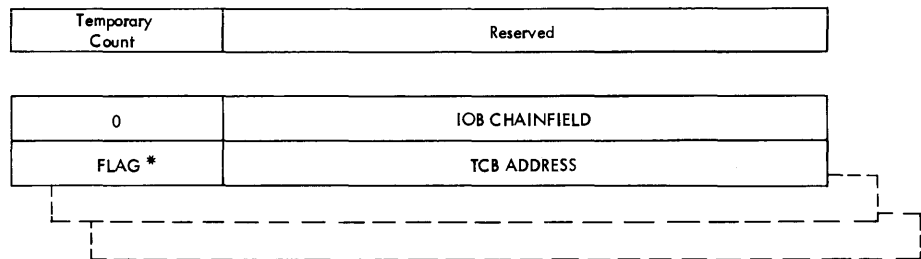 Temporary
Count
Reserved
0
IOB CHAINFIELD
FLAG *
TCB ADDRESS